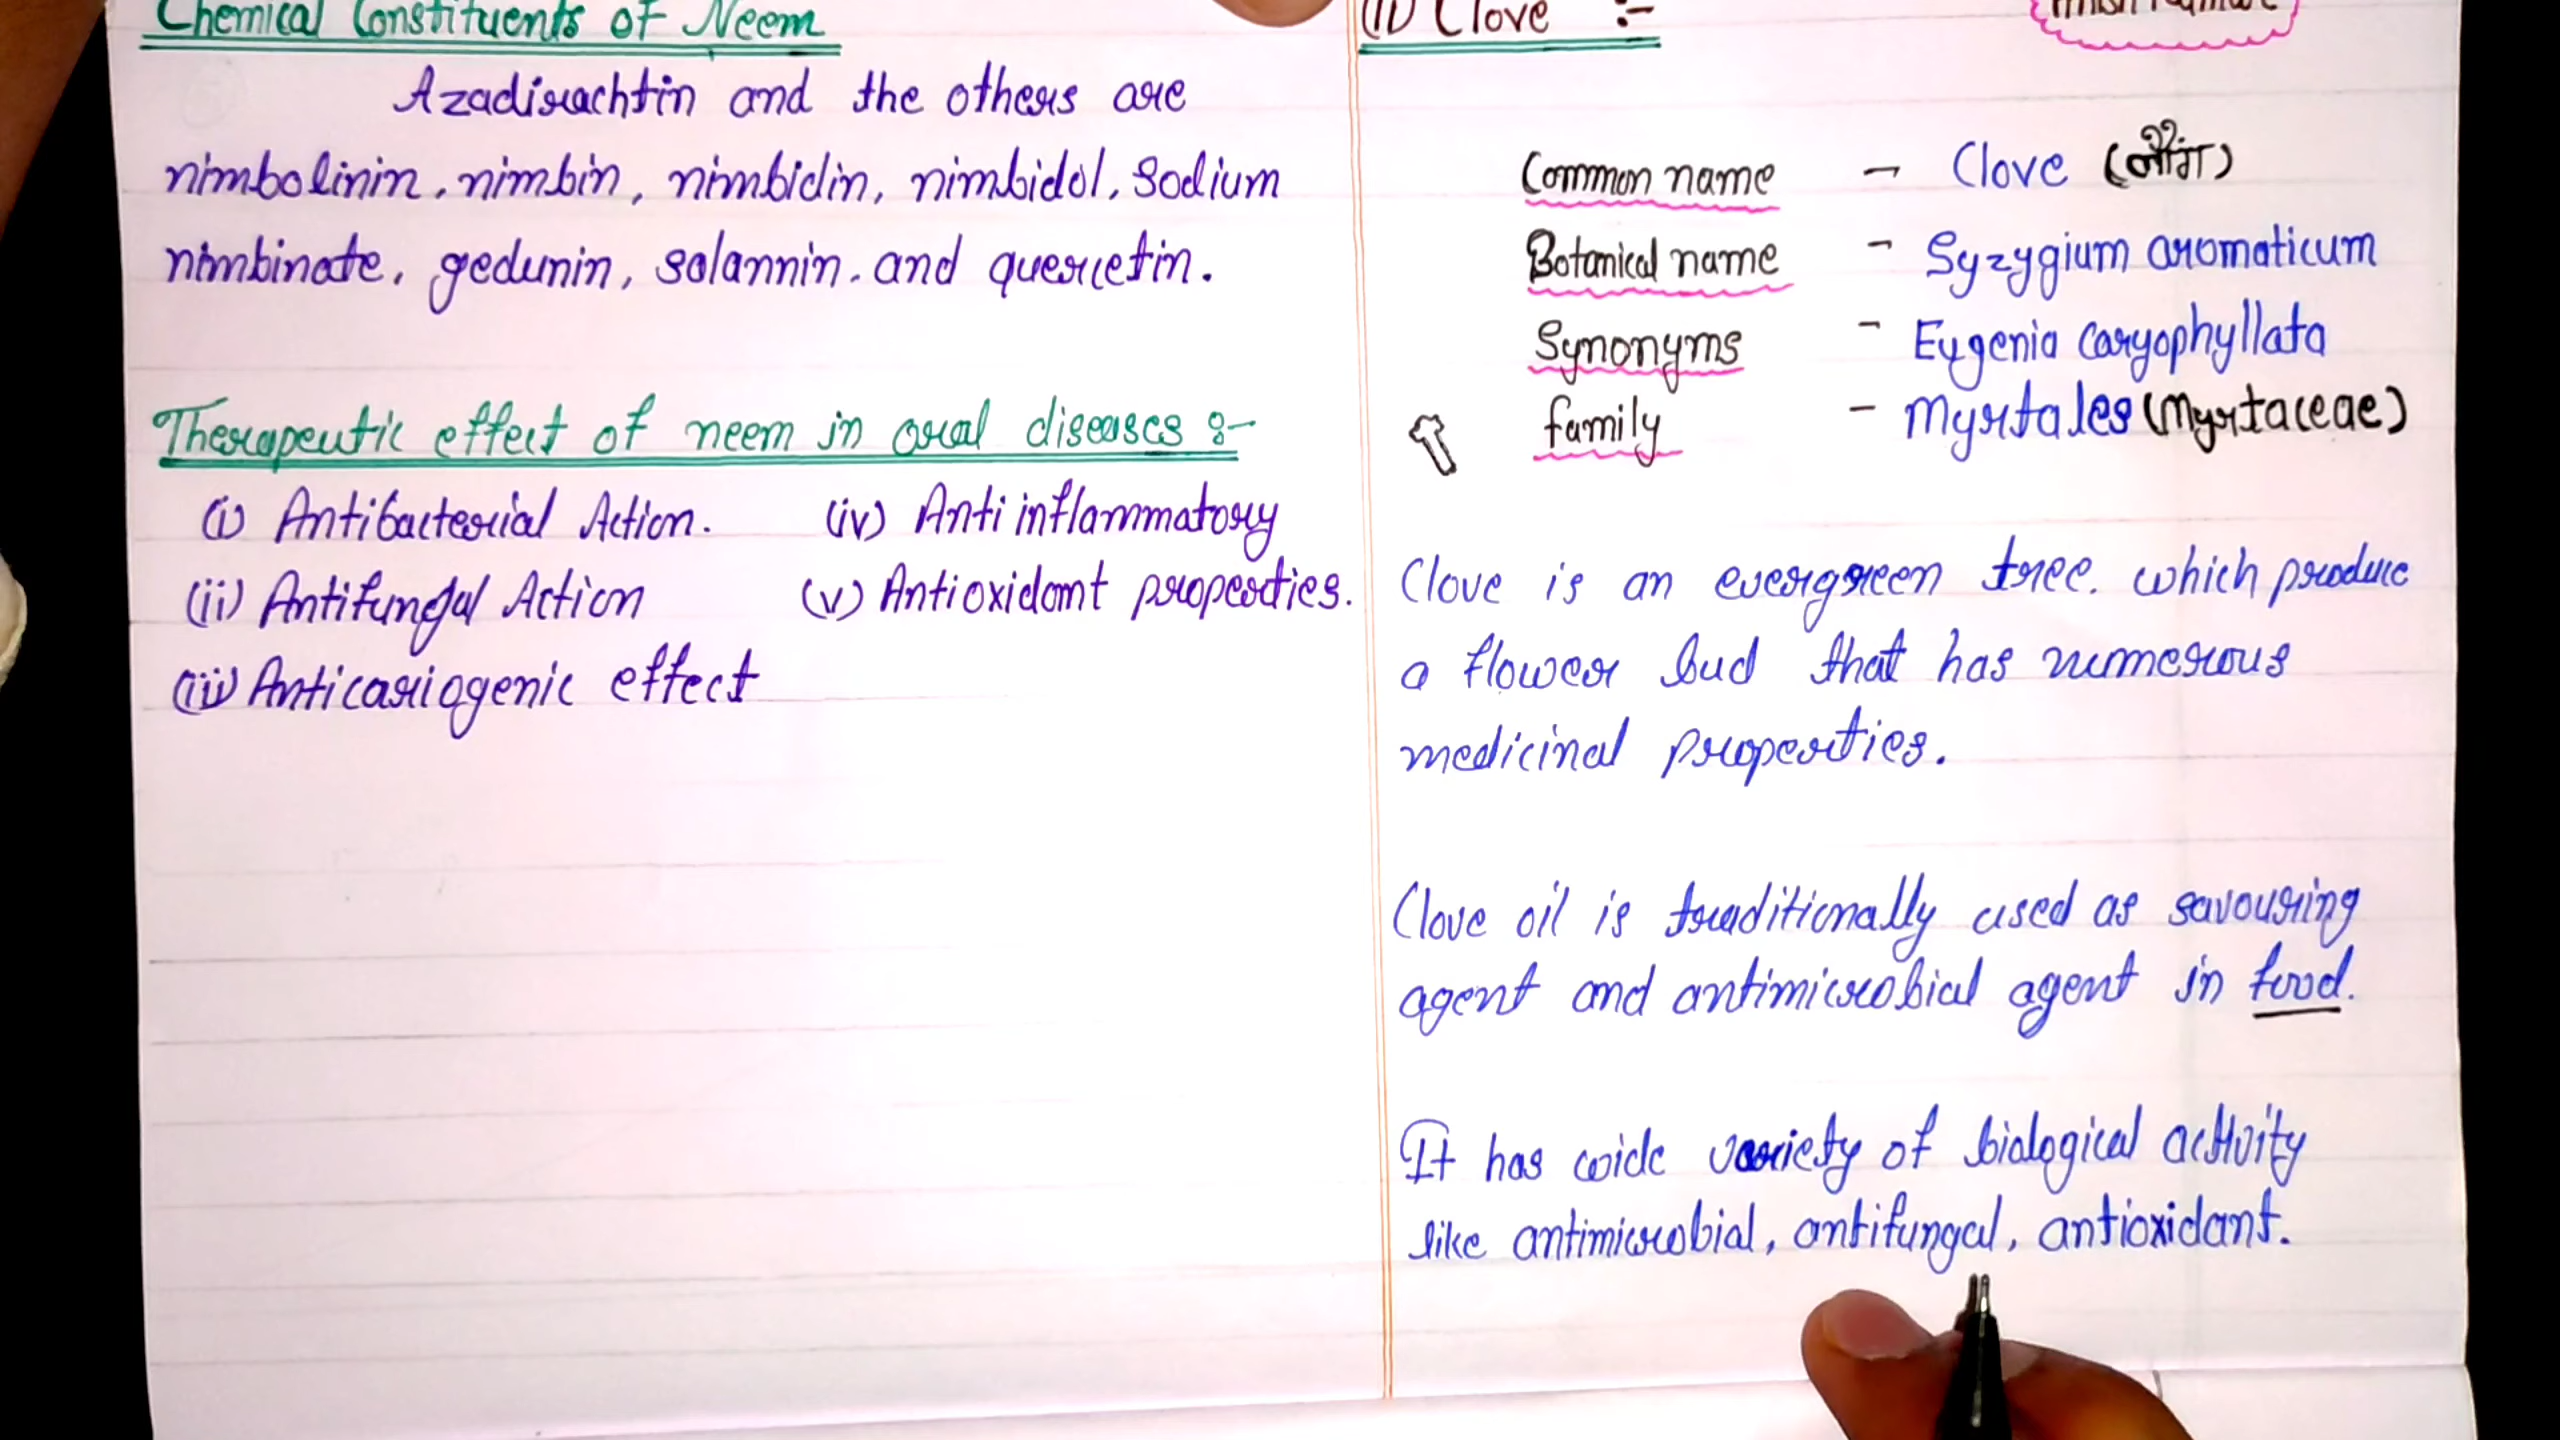 Chemical Constituents of Neem
Azadirachtin and the others are
nimbolinin, nimbin, nimbidin, nimbidol, Sodium
nimbinate, gedunin, salannin. and quercetin.
Therapeutic effect of neem in oral diseases :-
(i) Antibacterial Action.
(ii) Antifungal Action
(iii) Anticariogenic effect
(iv) Anti inflammatory
(v) Antioxidant properties.
(ii) Clove :-
Common name - Clove (लौंग)
Botanical name - Syzygium aromaticum
Synonyms - Eugenia caryophyllata
family - Myrtales (Myrtaceae)
Clove is an evergreen tree. which produce
a flower bud that has numerous
medicinal properties.
Clove oil is traditionally used as savouring
agent and antimicrobial agent in food.
It has wide variety of biological activity
like antimicrobial, antifungal, antioxidant.